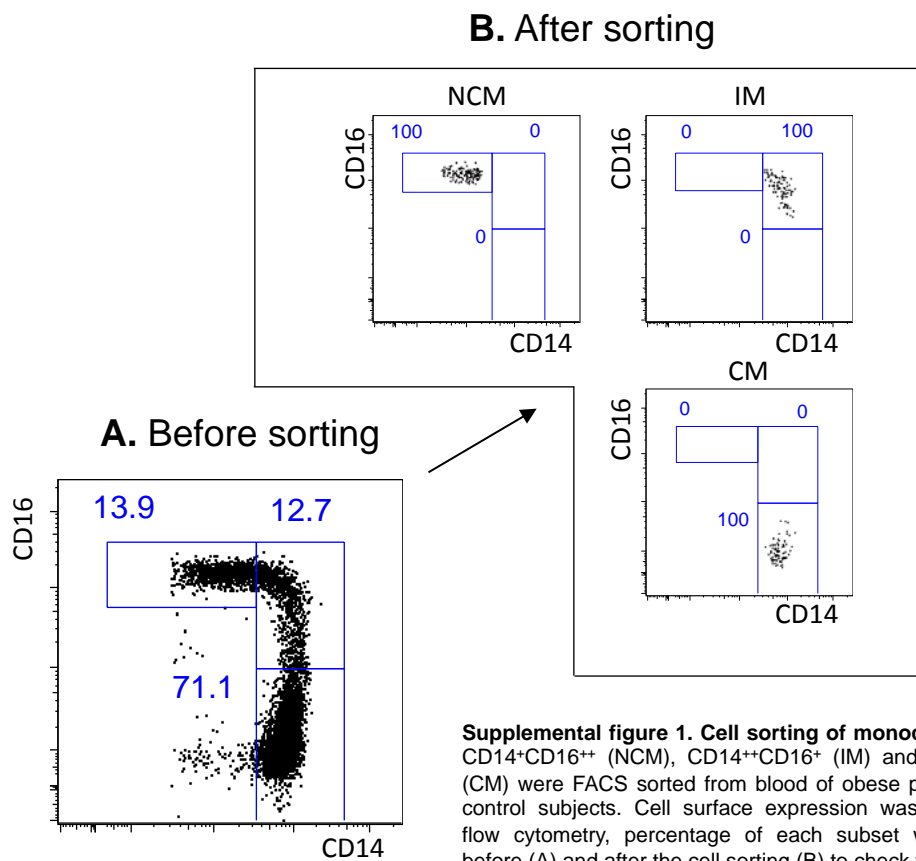 B. After sorting
NCM
IM
100
0
0
100
CD16
CD16
0
0
CD14
CD14
CM
0
0
CD16
100
CD14
A. Before sorting
13.9
12.7
CD16
71.1
CD14
Supplemental figure 1. Cell sorting of
CD14⁺CD16⁺⁺ (NCM), CD14⁺⁺CD16⁺ (IM) and
(CM) were FACS sorted from blood of obese
control subjects. Cell surface expression was
flow cytometry, percentage of each subset
before (A) and after the cell sorting (B) to check